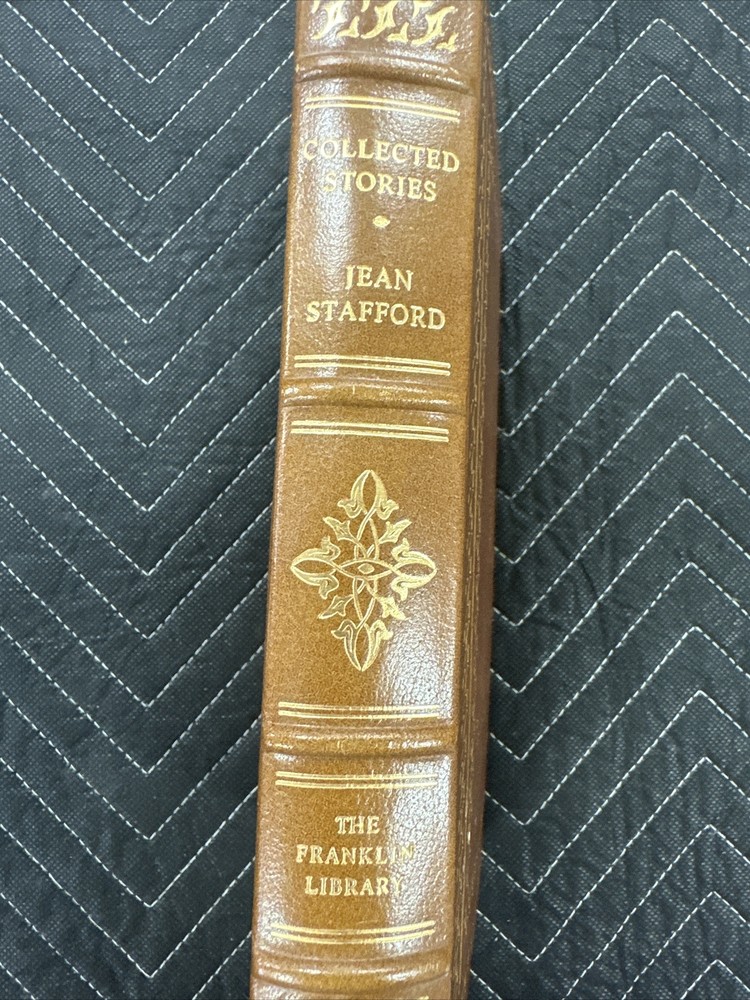 COLLECTED
STORIES
JEAN
STAFFORD
THE
FRANKLIN
LIBRARY